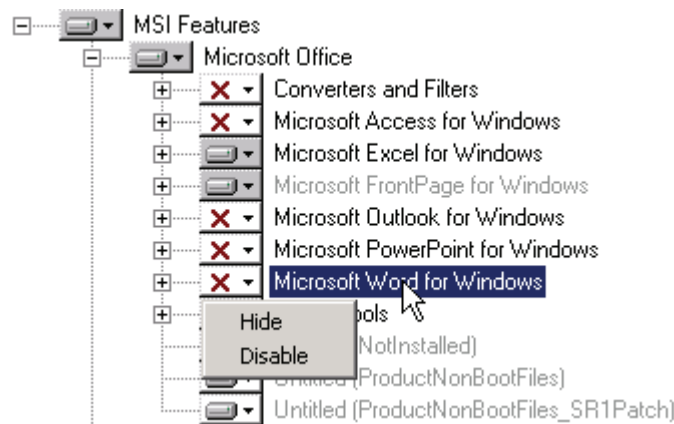 MSI Features
Microsoft Office
Converters and Filters
Microsoft Access for Windows
Microsoft Excel for Windows
Microsoft FrontPage for Windows
Microsoft Outlook for Windows
Microsoft PowerPoint for Windows
Microsoft Word for Windows
Hide
Disable
NotInstalled)
Untitled (ProductNonBootFiles)
Untitled (ProductNonBootFiles_SR1Patch)